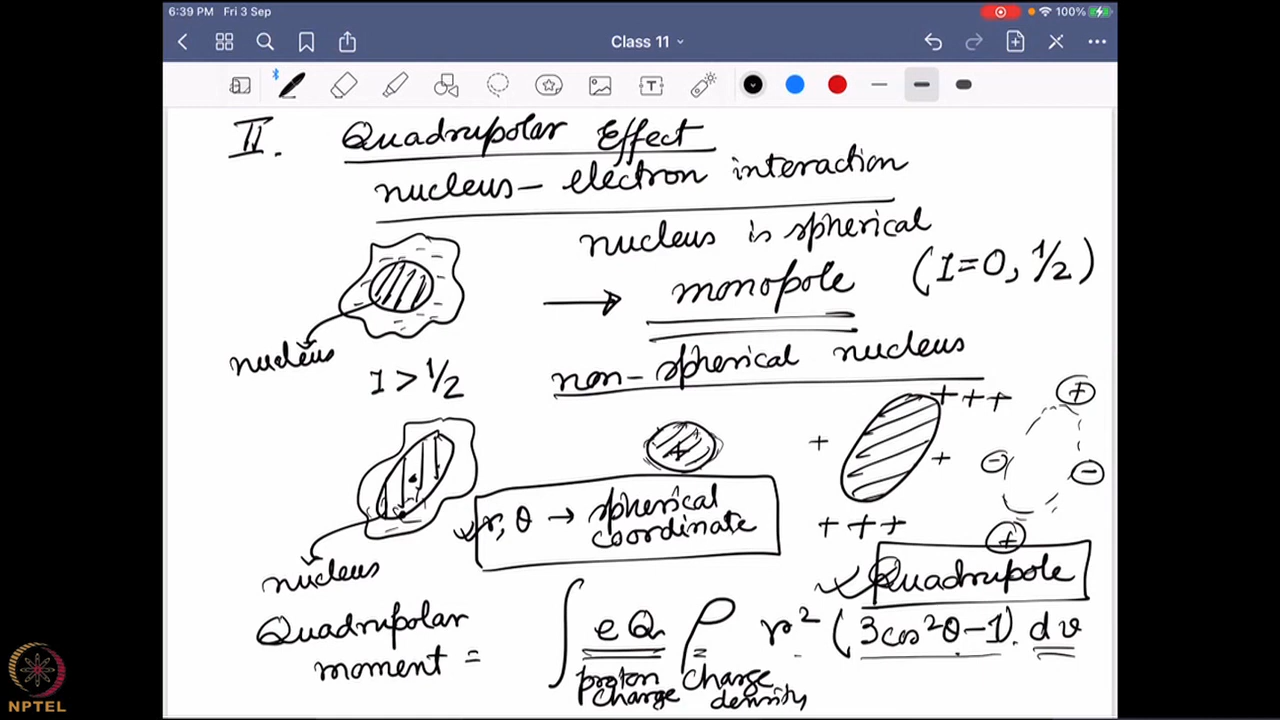 6:39 PM Fri 3 Sep
100%
Class 11
II. Quadrupolar Effect
nucleus - electron interaction
nucleus is spherical
monopole (I=0, 1/2)
nucleus
I > 1/2
non-spherical nucleus
+ + +
+
+
+
+
-
-
+
+ + +
r, θ → spherical
coordinate
nucleus
Quadrupole
Quadrupolar
moment = ∫ eQ ρ r² (3cos²θ-1). dv
proton
charge
charge
density
NPTEL